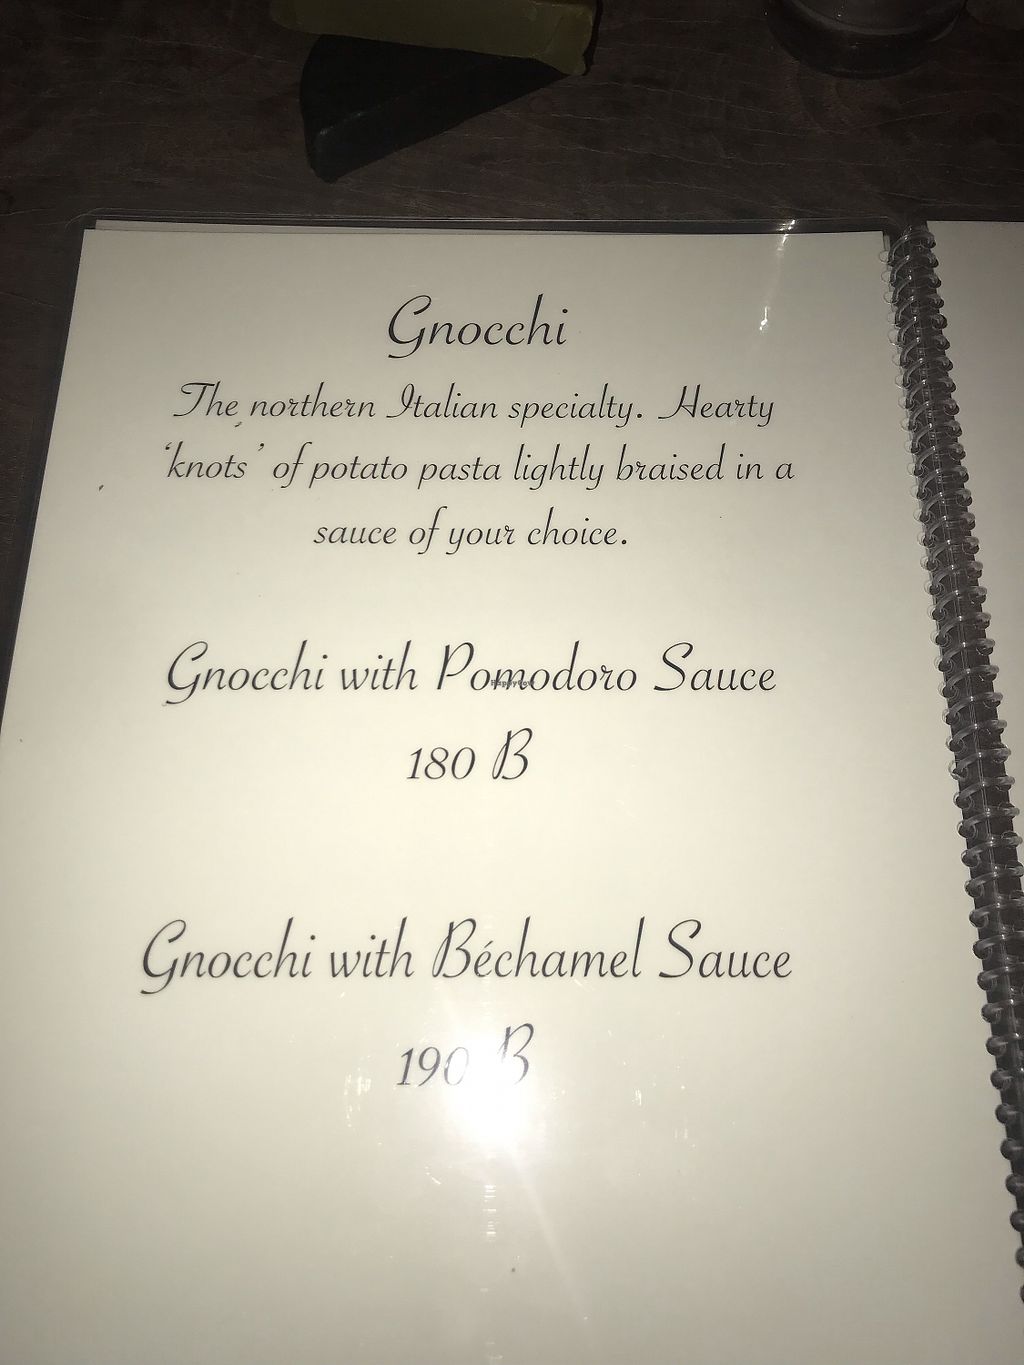 Gnocchi
The northern Italian specialty. Hearty
‘knots’ of potato pasta lightly braised in a
sauce of your choice.
Gnocchi with Pomodoro Sauce
HappyCow
180 B
Gnocchi with Béchamel Sauce
190 B